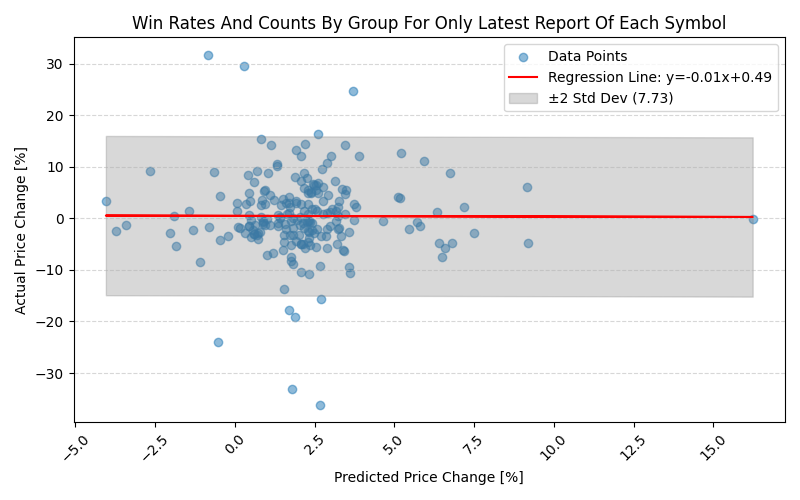 Win Rates And Counts By Group For Only Latest Report Of Each Symbol
Data Points
Regression Line: y=-0.01x+0.49
±2 Std Dev (7.73)
Actual Price Change [%]
30
20
10
0
−10
−20
−30
−5.0
−2.5
0.0
2.5
5.0
7.5
10.0
12.5
15.0
Predicted Price Change [%]